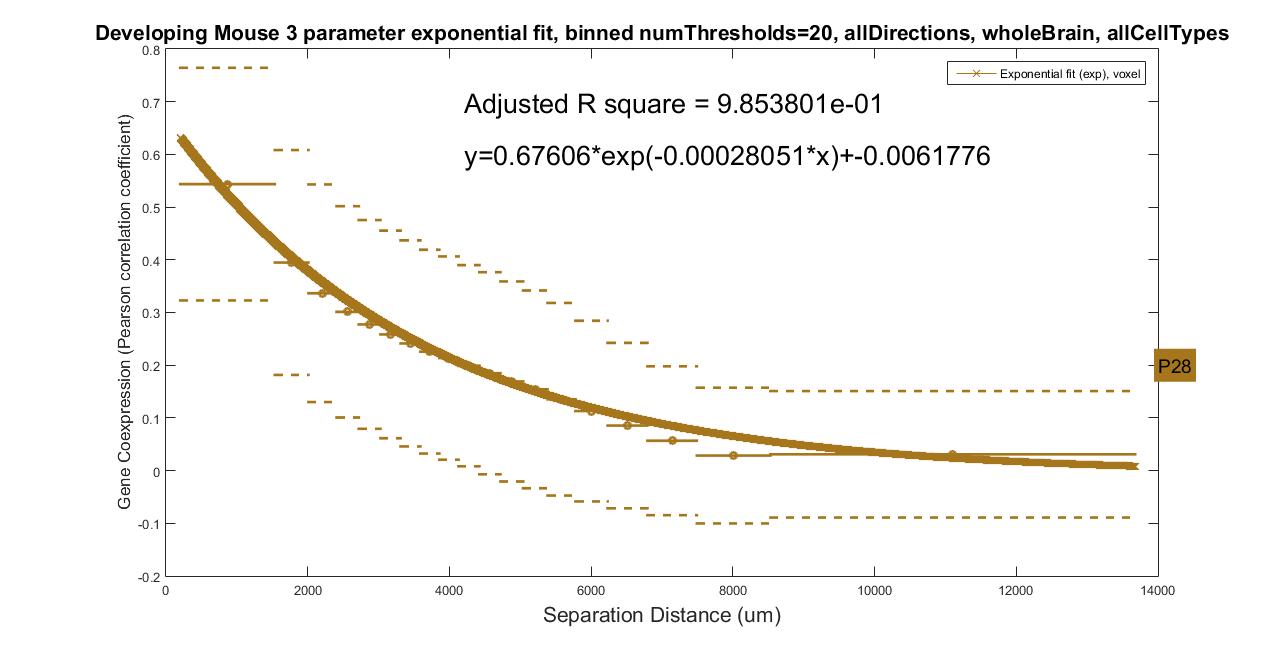 Developing Mouse 3 parameter exponential fit, binned numThresholds=20, allDirections, wholeBrain, allCellTypes
0.8
Exponential fit (exp), voxel
0.7
Adjusted R square = 9.853801e-01
0.6
y=0.67606*exp(-0.00028051*x)+-0.0061776
0.5
0.4
0.3
0.2
0.1
0
-0.1
-0.2
Gene Coexpression (Pearson correlation coefficient)
P28
0 2000 4000 6000 8000 10000 12000 14000
Separation Distance (um)